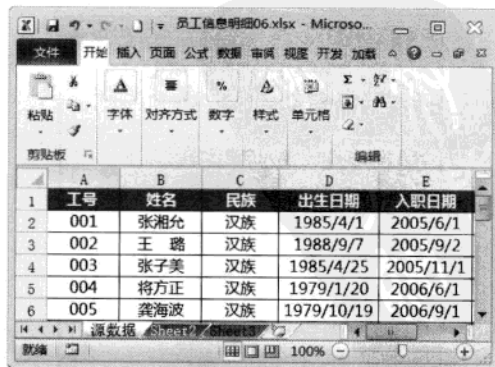 员工信息明细06.xlsx - Microso...
文件 开始 插入 页面 公式 数据 审阅 视图 开发 加载
粘贴 字体 对齐方式 数字 样式 单元格
剪贴板 编辑
A B C D E
1 工号 姓名 民族 出生日期 入职日期
2 001 张湘允 汉族 1985/4/1 2005/6/1
3 002 王 璐 汉族 1988/9/7 2005/9/2
4 003 张子美 汉族 1985/4/25 2005/11/1
5 004 将方正 汉族 1979/1/20 2006/6/1
6 005 龚海波 汉族 1979/10/19 2006/9/1
源数据 Sheet2 Sheet3
就绪 100%